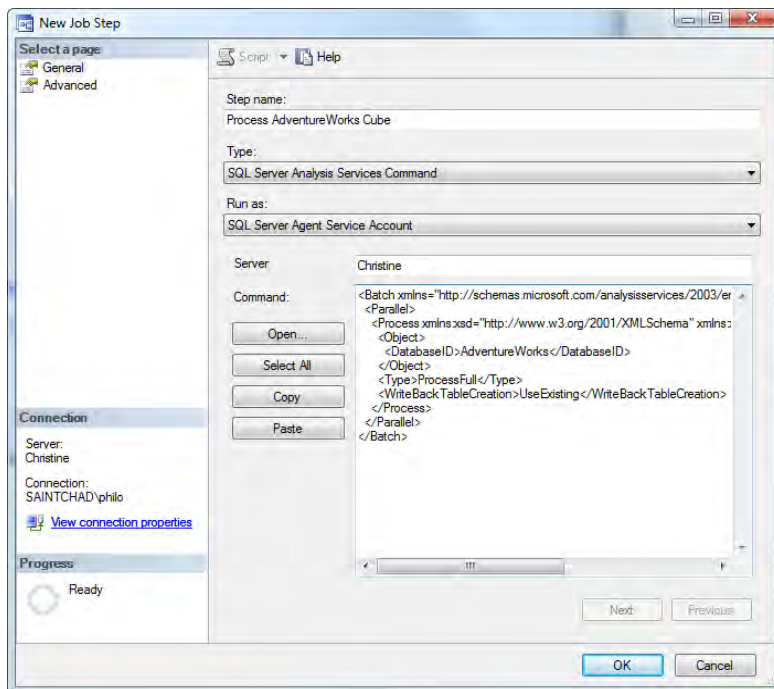 New Job Step
Select a page
General
Advanced
Script
Help
Step name:
Process AdventureWorks Cube
Type:
SQL Server Analysis Services Command
Run as:
SQL Server Agent Service Account
Server
Christine
Command:
Open...
Select All
Copy
Paste
<Batch xmlns="http://schemas.microsoft.com/analysisservices/2003/er
<Parallel>
<Process xmlns:xsd="http://www.w3.org/2001/XMLSchema" xmlns:
<Object>
<DatabaseID>AdventureWorks</DatabaseID>
</Object>
<Type>ProcessFull</Type>
<WriteBackTableCreation>UseExisting</WriteBackTableCreation>
</Process>
</Parallel>
</Batch>
Connection
Server:
Christine
Connection:
SAINTCHAD\philo
View connection properties
Progress
Ready
Next
Previous
OK
Cancel